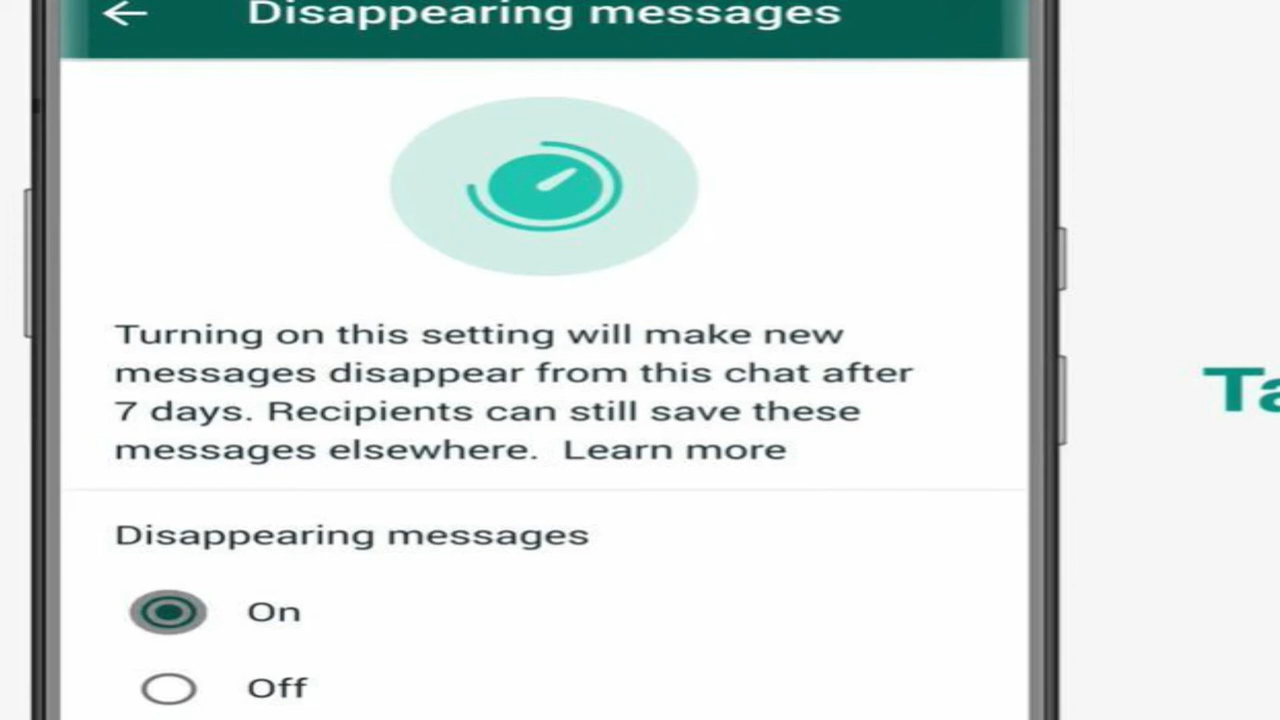 Disappearing messages
Turning on this setting will make new
messages disappear from this chat after
7 days. Recipients can still save these
messages elsewhere. Learn more
Disappearing messages
On
Off